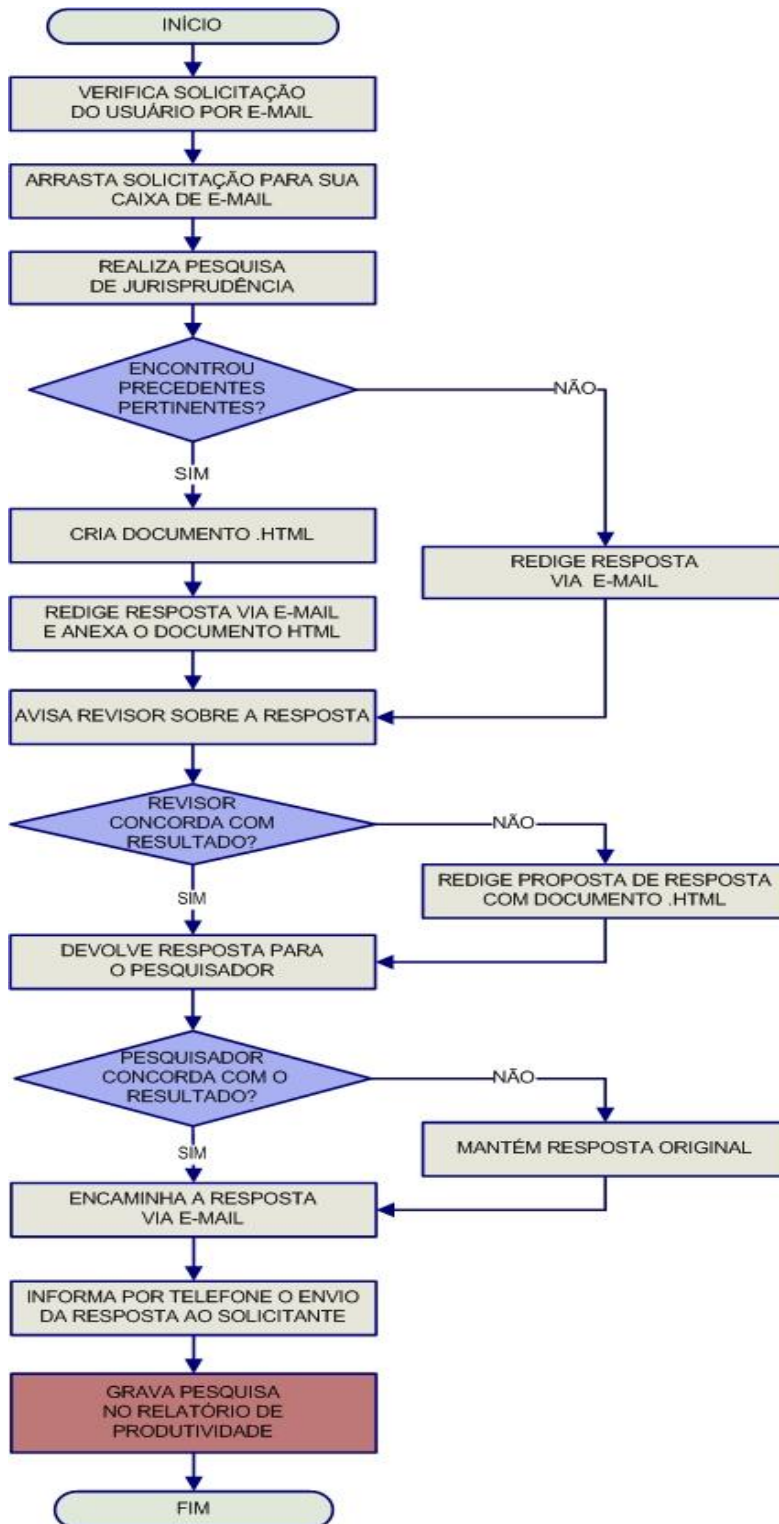 INÍCIO
VERIFICA SOLICITAÇÃO
DO USUÁRIO POR E-MAIL
ARRASTA SOLICITAÇÃO PARA SUA
CAIXA DE E-MAIL
REALIZA PESQUISA
DE JURISPRUDÊNCIA
ENCONTROU
PRECEDENTES
PERTINENTES?
NÃO
SIM
CRIA DOCUMENTO .HTML
REDIGE RESPOSTA
VIA E-MAIL
REDIGE RESPOSTA VIA E-MAIL
E ANEXA O DOCUMENTO HTML
AVISA REVISOR SOBRE A RESPOSTA
REVISOR
CONCORDA COM
RESULTADO?
NÃO
SIM
REDIGE PROPOSTA DE RESPOSTA
COM DOCUMENTO .HTML
DEVOLVE RESPOSTA PARA
O PESQUISADOR
PESQUISADOR
CONCORDA COM O
RESULTADO?
NÃO
SIM
MANTÉM RESPOSTA ORIGINAL
ENCAMINHA A RESPOSTA
VIA E-MAIL
INFORMA POR TELEFONE O ENVIO
DA RESPOSTA AO SOLICITANTE
GRAVA PESQUISA
NO RELATÓRIO DE
PRODUTIVIDADE
FIM